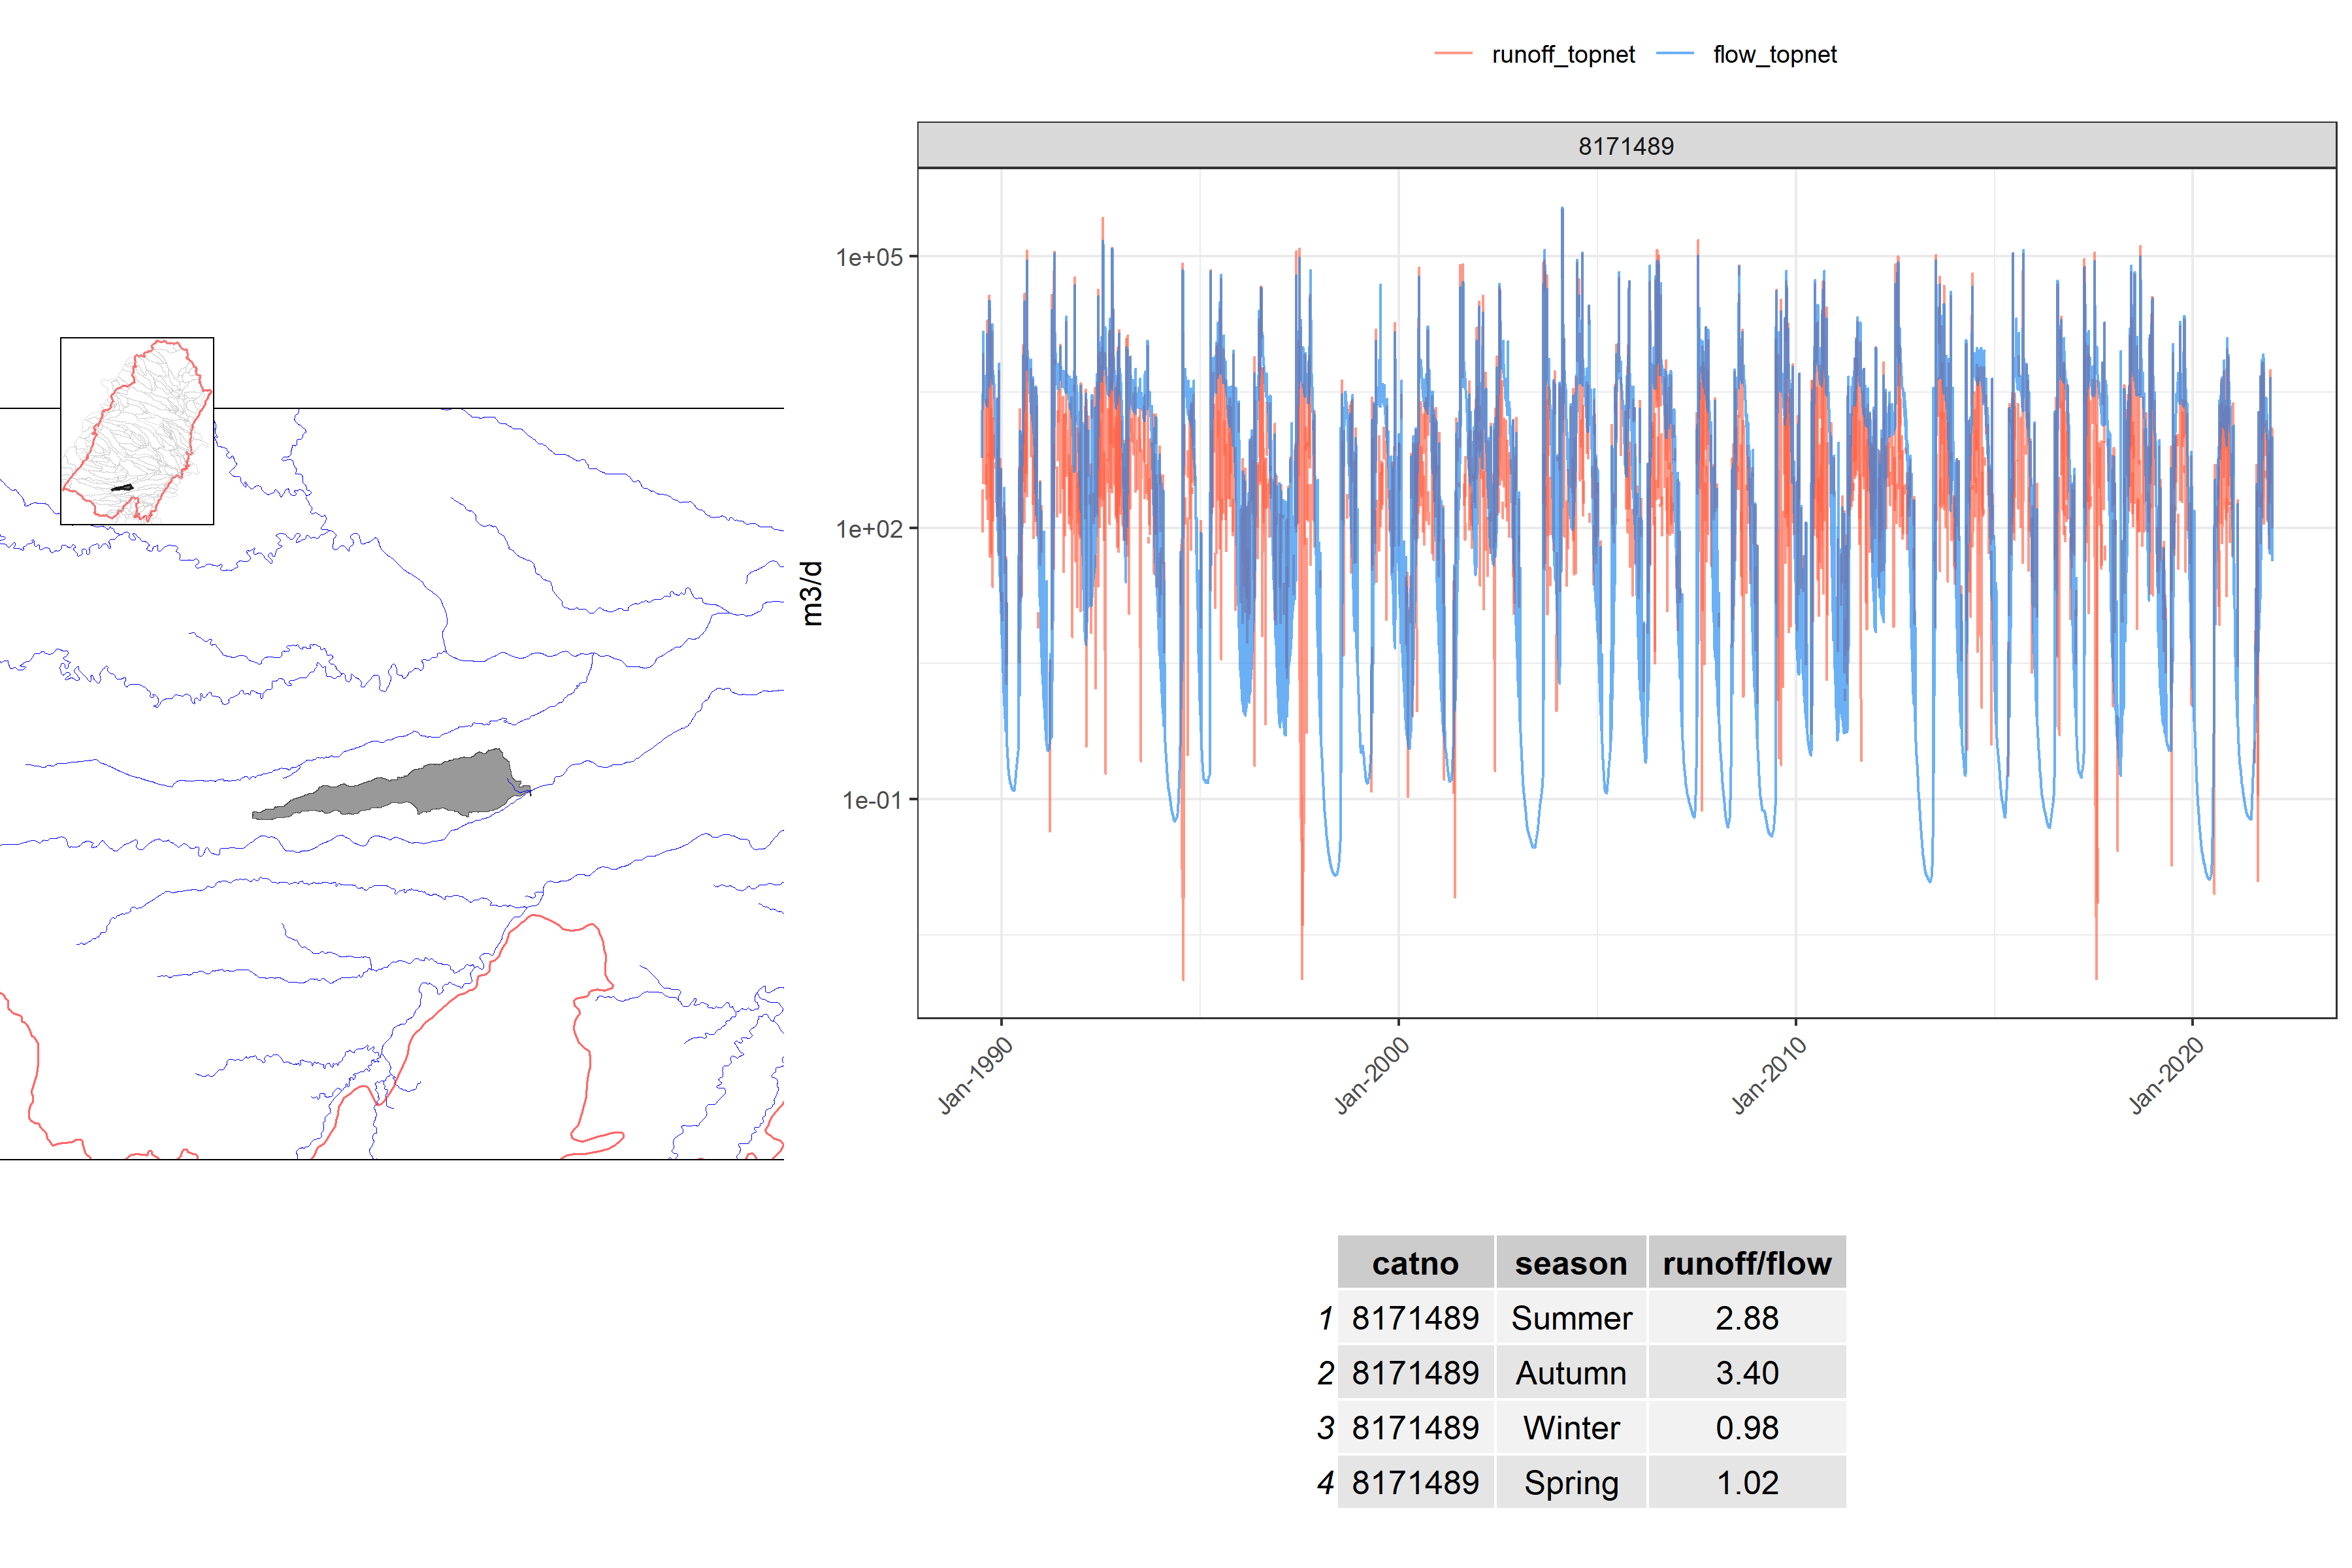 runoff_topnet flow_topnet
8171489
1e+05
1e+02
1e-01
m3/d
Jan-1990 Jan-2000 Jan-2010 Jan-2020
catno season runoff/flow
1 8171489 Summer 2.88
2 8171489 Autumn 3.40
3 8171489 Winter 0.98
4 8171489 Spring 1.02